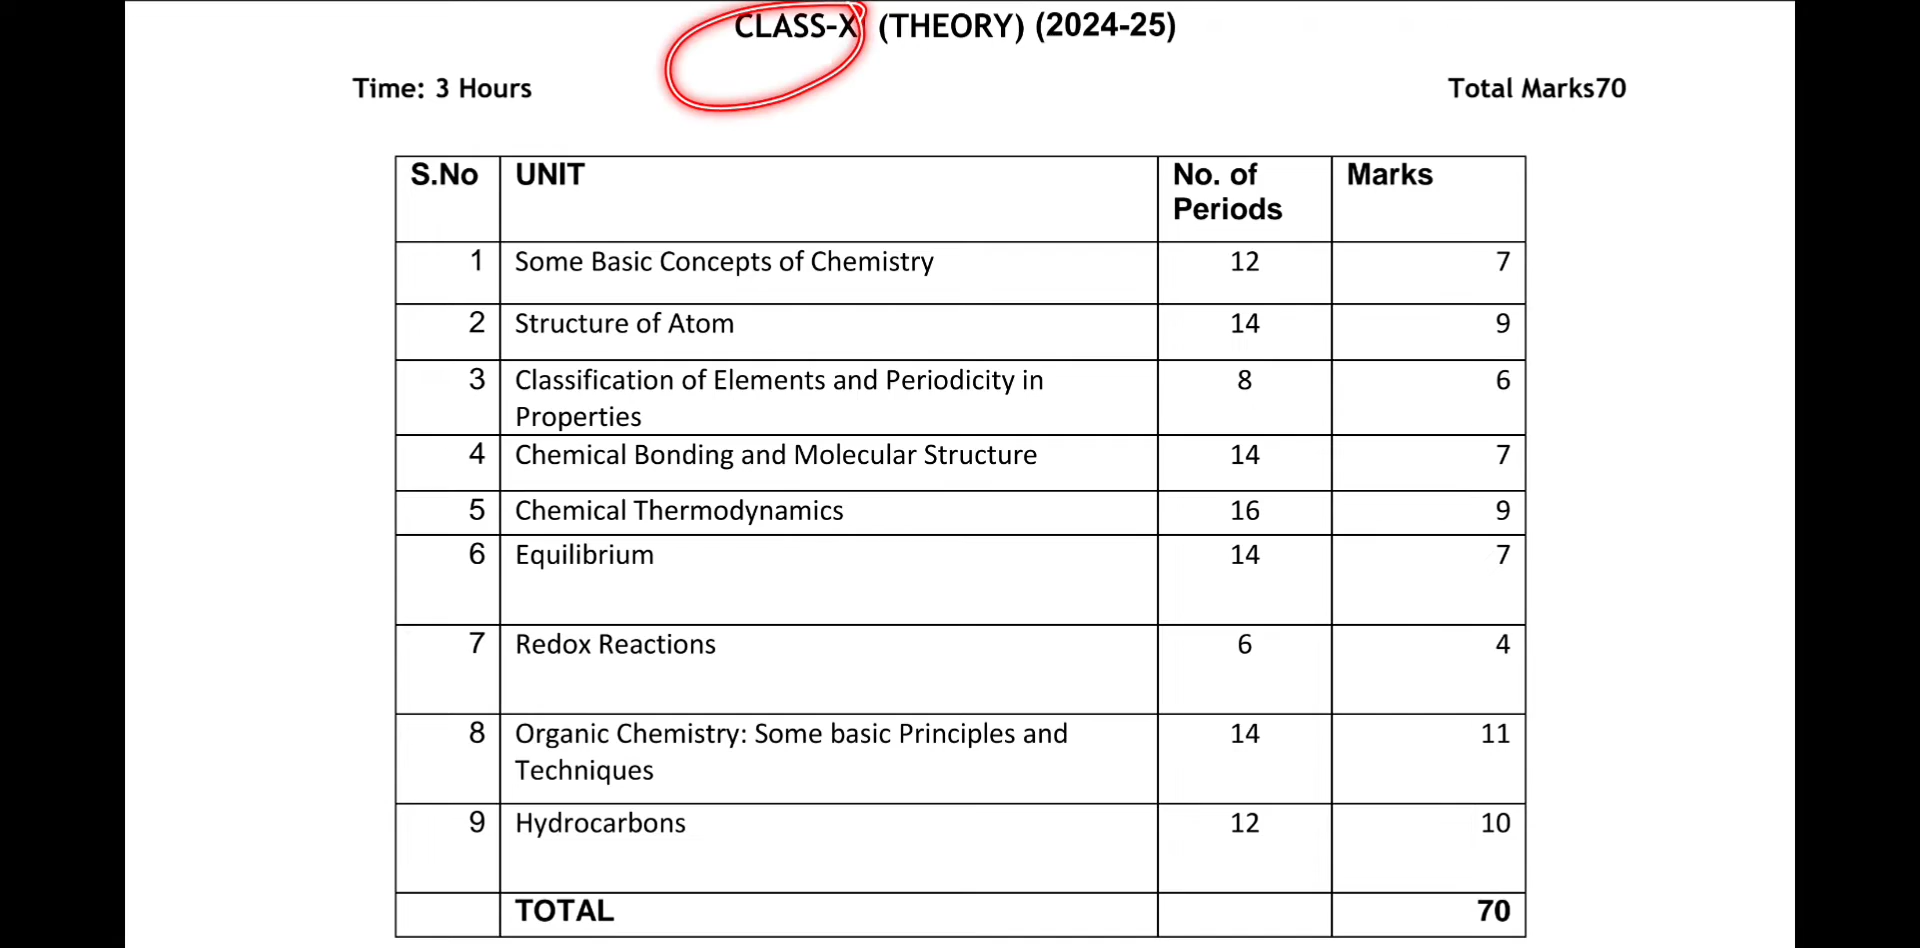 CLASS-X (THEORY) (2024-25)
Time: 3 Hours Total Marks70
S.No UNIT No. of Periods Marks
1 Some Basic Concepts of Chemistry 12 7
2 Structure of Atom 14 9
3 Classification of Elements and Periodicity in 8 6
Properties
4 Chemical Bonding and Molecular Structure 14 7
5 Chemical Thermodynamics 16 9
6 Equilibrium 14 7
7 Redox Reactions 6 4
8 Organic Chemistry: Some basic Principles and 14 11
Techniques
9 Hydrocarbons 12 10
TOTAL 70